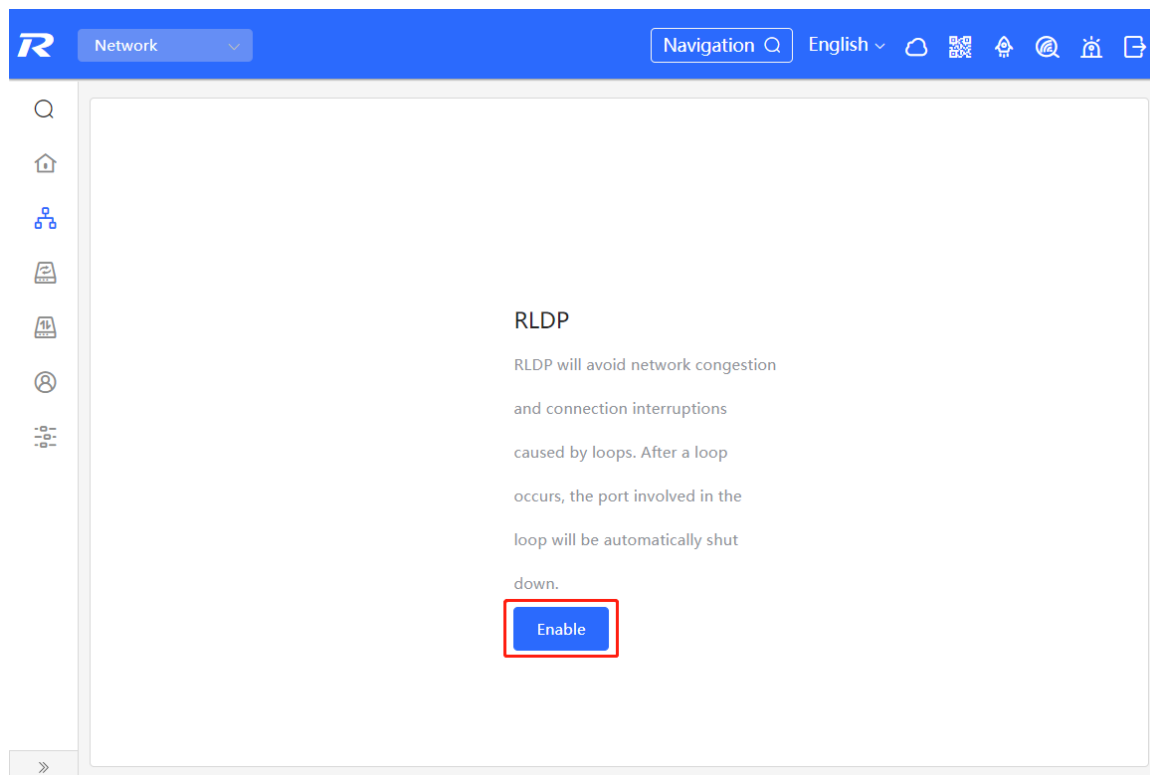 Network
Navigation
English
RLDP
RLDP will avoid network congestion
and connection interruptions
caused by loops. After a loop
occurs, the port involved in the
loop will be automatically shut
down.
Enable